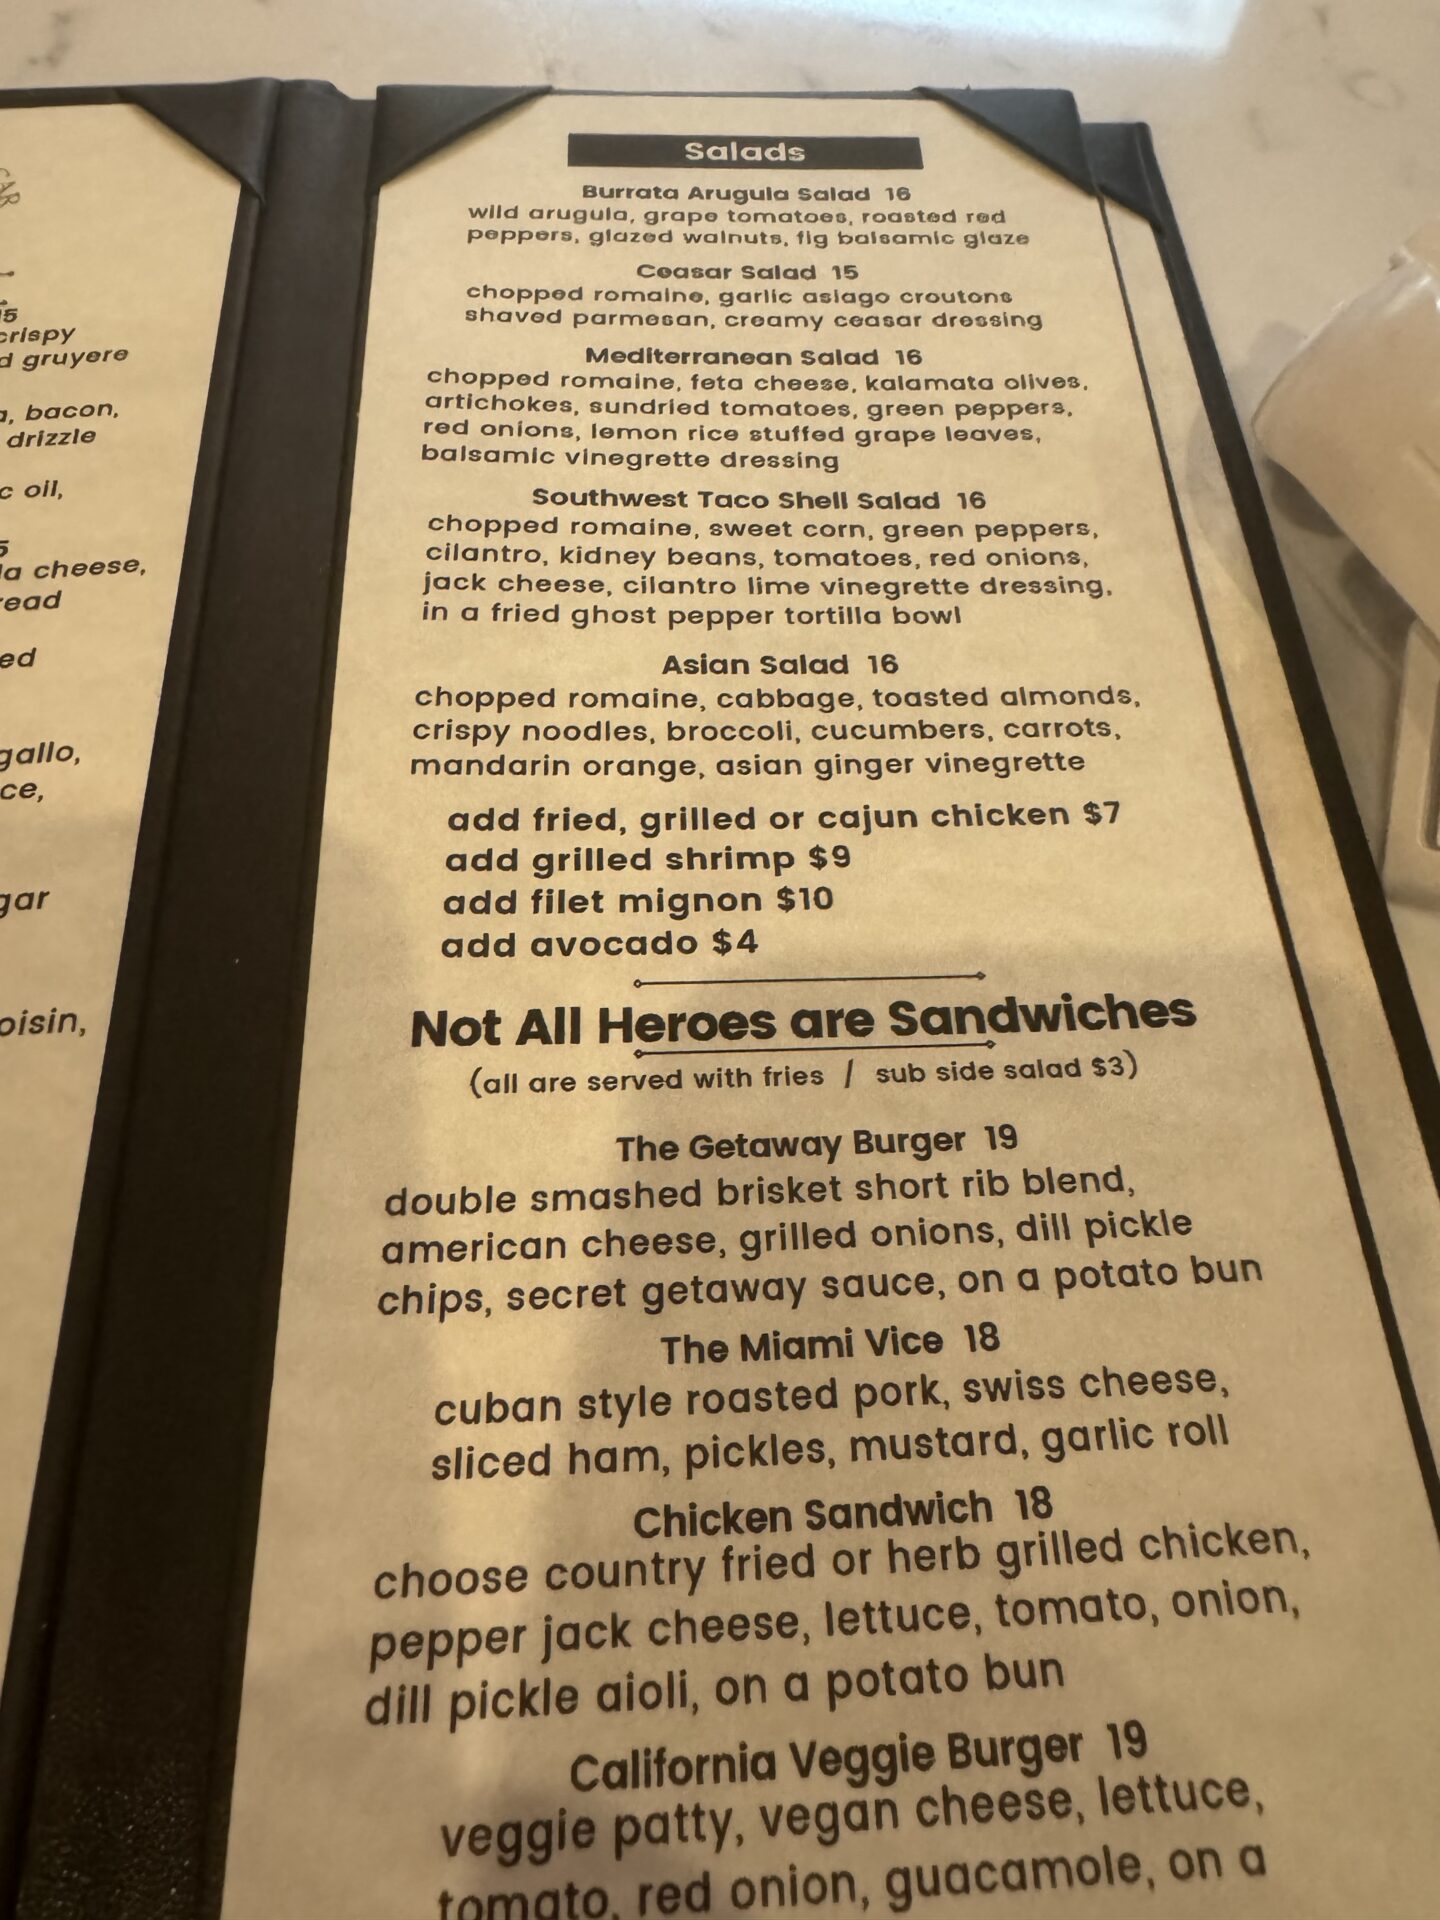 15
crispy
gruyere
bacon,
drizzle
oil,
cheese,
gallo,
Salads
Burrata Arugula Salad 16
wild arugula, grape tomatoes, roasted red
peppers, glazed walnuts, fig balsamic glaze
Ceasar Salad 15
chopped romaine, garlic asiago croutons
shaved parmesan, creamy ceasar dressing
Mediterranean Salad 16
chopped romaine, feta cheese, kalamata olives,
artichokes, sundried tomatoes, green peppers,
red onions, lemon rice stuffed grape leaves,
balsamic vinegrette dressing
Southwest Taco Shell Salad 16
chopped romaine, sweet corn, green peppers,
cilantro, kidney beans, tomatoes, red onions,
jack cheese, cilantro lime vinegrette dressing,
in a fried ghost pepper tortilla bowl
Asian Salad 16
chopped romaine, cabbage, toasted almonds,
crispy noodles, broccoli, cucumbers, carrots,
mandarin orange, asian ginger vinegrette
add fried, grilled or cajun chicken $7
add grilled shrimp $9
add filet mignon $10
add avocado $4
Not All Heroes are Sandwiches
(all are served with fries / sub side salad $3)
The Getaway Burger 19
double smashed brisket short rib blend,
american cheese, grilled onions, dill pickle
chips, secret getaway sauce, on a potato bun
The Miami Vice 18
cuban style roasted pork, swiss cheese,
sliced ham, pickles, mustard, garlic roll
Chicken Sandwich 18
choose country fried or herb grilled chicken,
pepper jack cheese, lettuce, tomato, onion,
dill pickle aioli, on a potato bun
California Veggie Burger 19
veggie patty, vegan cheese, lettuce,
tomato, red onion, guacamole, on a